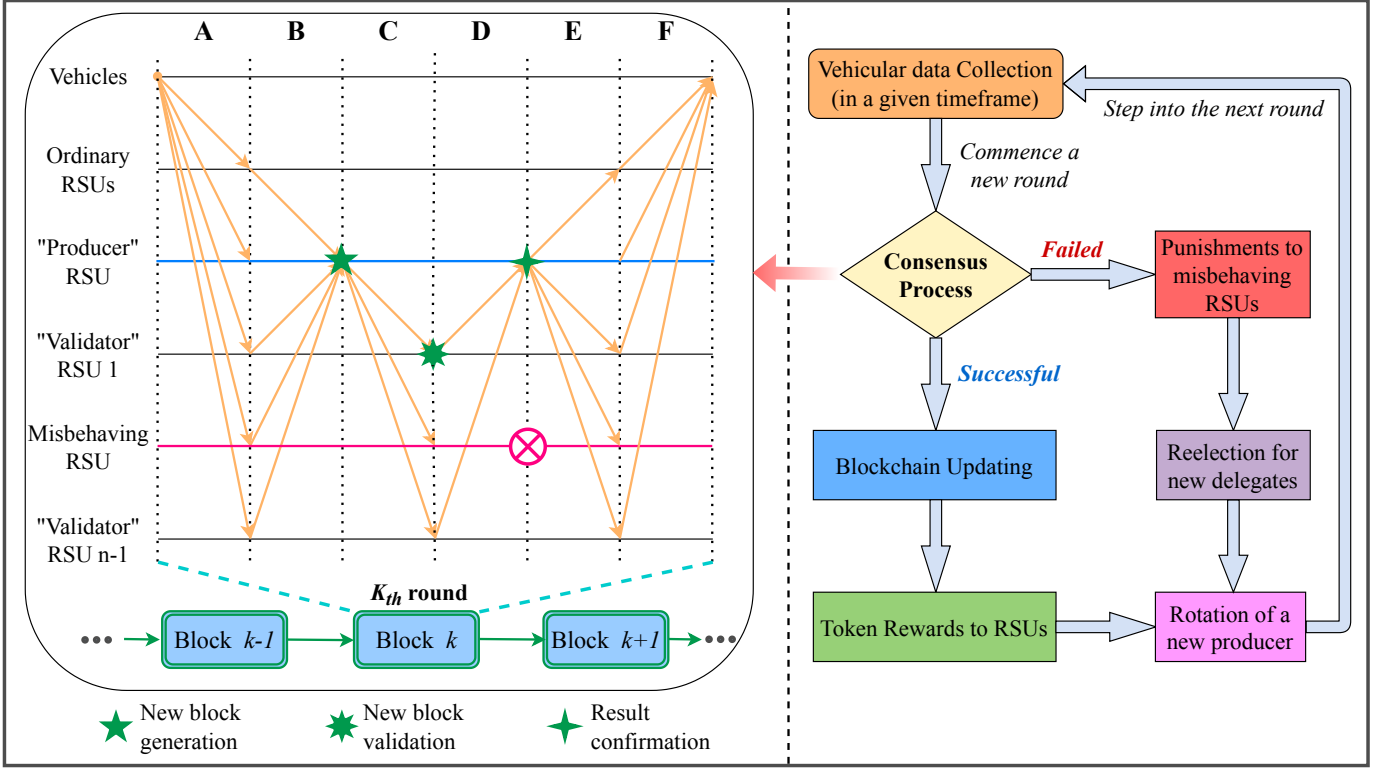 A B C D E F
Vehicles
Ordinary
RSUs
"Producer"
RSU
"Validator"
RSU 1
Misbehaving
RSU
"Validator"
RSU n-1
Kth round
Block k-1
Block k
Block k+1
New block
generation
New block
validation
Result
confirmation
Vehicular data Collection
(in a given timeframe)
Step into the next round
Commence a
new round
Consensus
Process
Failed
Punishments to
misbehaving
RSUs
Successful
Blockchain Updating
Reelection for
new delegates
Token Rewards to RSUs
Rotation of a
new producer